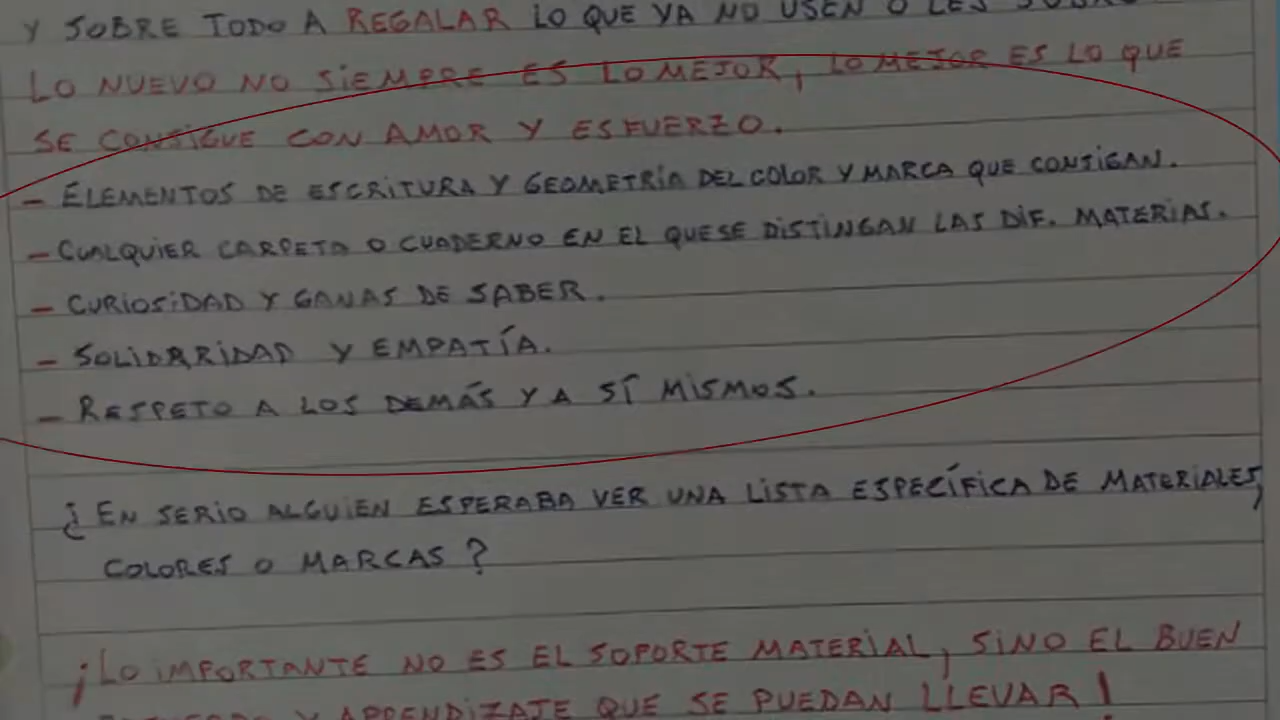 Y SOBRE TODO A REGALAR LO QUE YA NO USEN O LES
LO NUEVO NO SIEMPRE ES LO MEJOR, LO MEJOR ES LO QUE
SE CONSIGUE CON AMOR Y ESFUERZO.
- ELEMENTOS DE ESCRITURA Y GEOMETRÍA DEL COLOR Y MARCA QUE CONSIGAN.
- CUALQUIER CARPETA O CUADERNO EN EL QUE SE DISTINGAN LAS DIF. MATERIAS.
- CURIOSIDAD Y GANAS DE SABER.
- SOLIDARIDAD Y EMPATÍA.
- RESPETO A LOS DEMÁS Y A SÍ MISMOS.
¿EN SERIO ALGUIEN ESPERABA VER UNA LISTA ESPECÍFICA DE MATERIALES,
COLORES O MARCAS?
¡LO IMPORTANTE NO ES EL SOPORTE MATERIAL, SINO EL BUEN
Y APRENDIZAJE QUE SE PUEDAN LLEVAR!